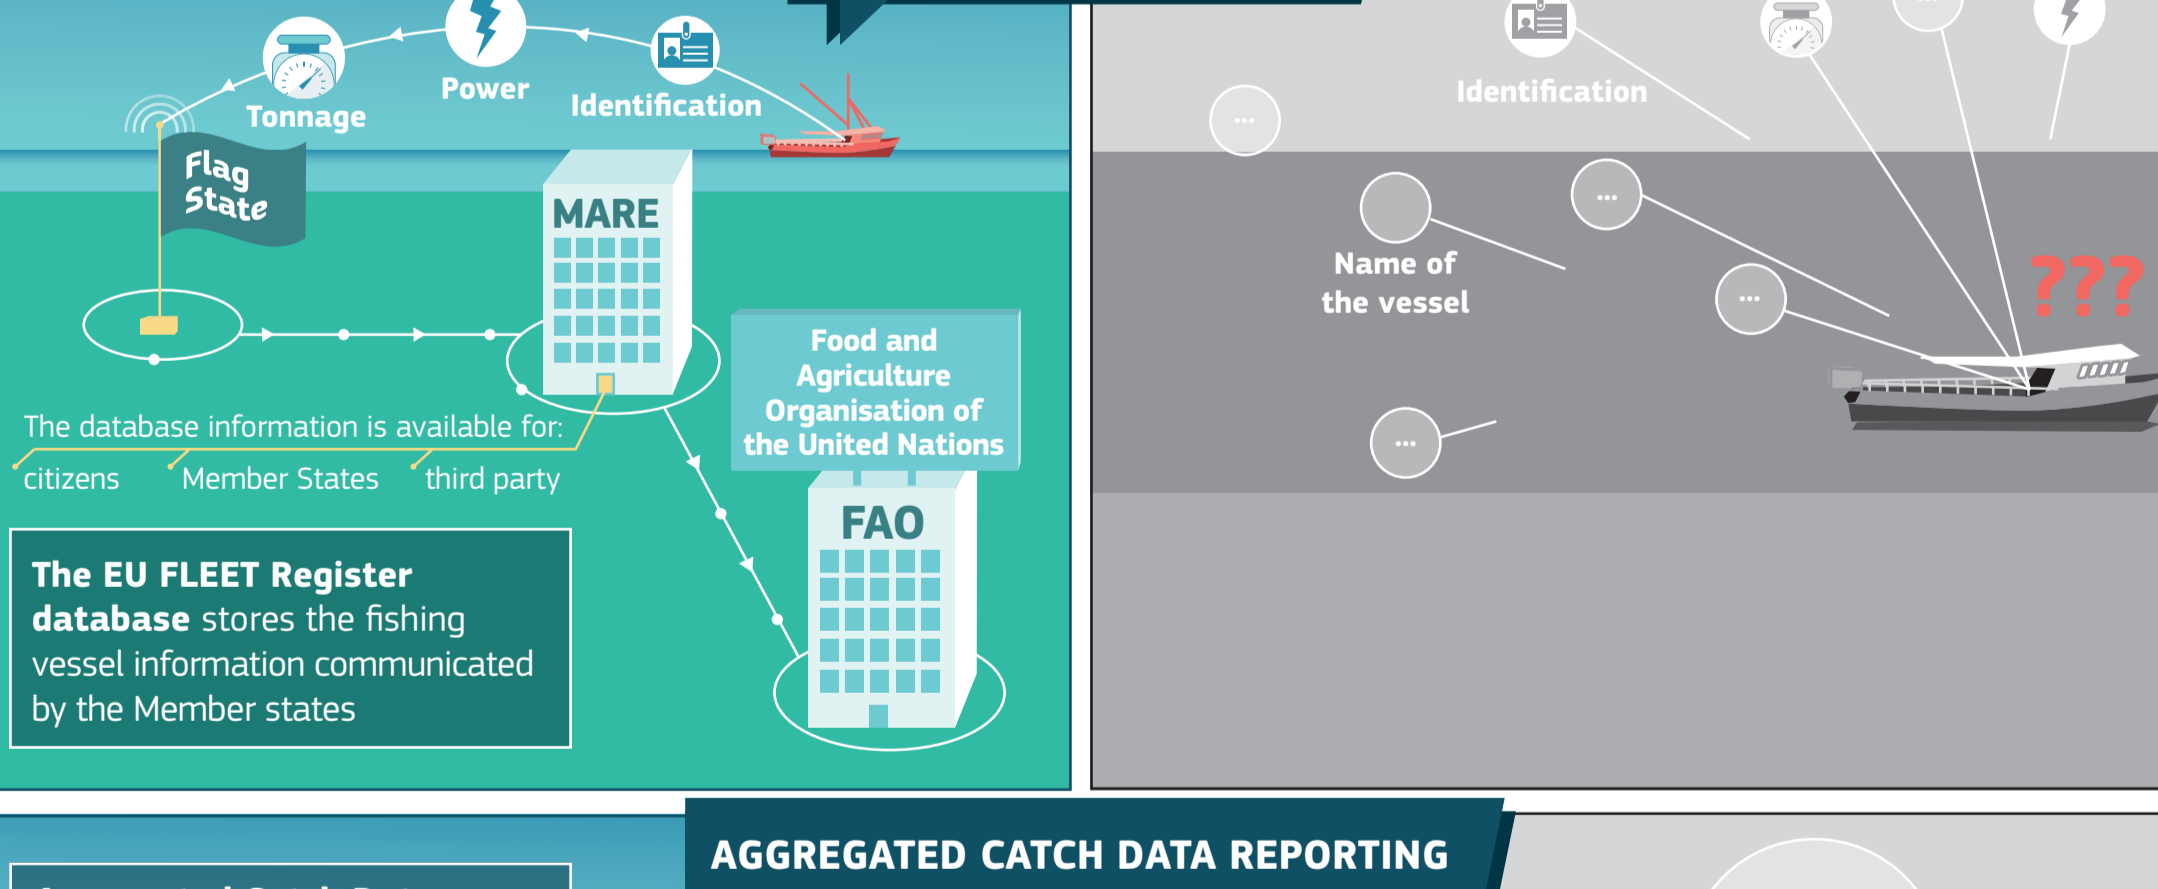 Tonnage
Power
Identification
Flag
State
MARE
Food and
Agriculture
Organisation of
the United Nations
FAO
The database information is available for:
citizens
Member States
third party
The EU FLEET Register
database stores the fishing
vessel information communicated
by the Member states
Identification
...
...
Name of
the vessel
...
...
...
???
AGGREGATED CATCH DATA REPORTING